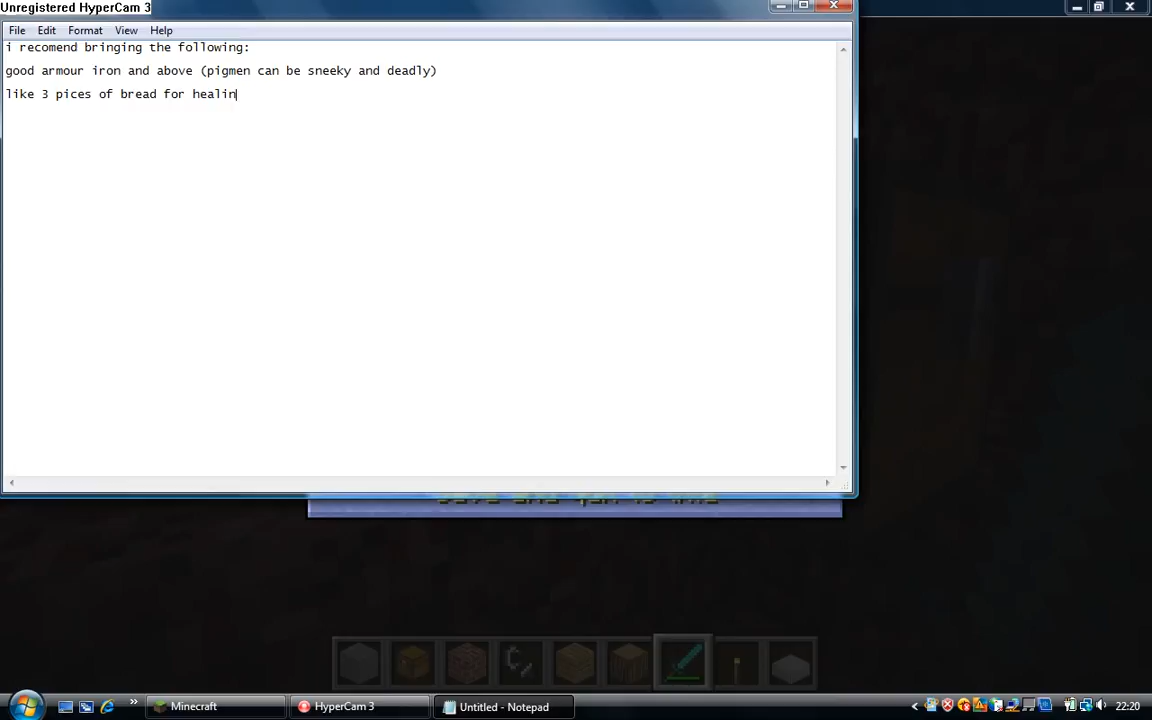 Unregistered HyperCam 3
File Edit Format View Help
i recomend bringing the following:
good armour iron and above (pigmen can be sneeky and deadly)
like 3 pices of bread for healin
Minecraft
HyperCam 3
Untitled - Notepad
22:20